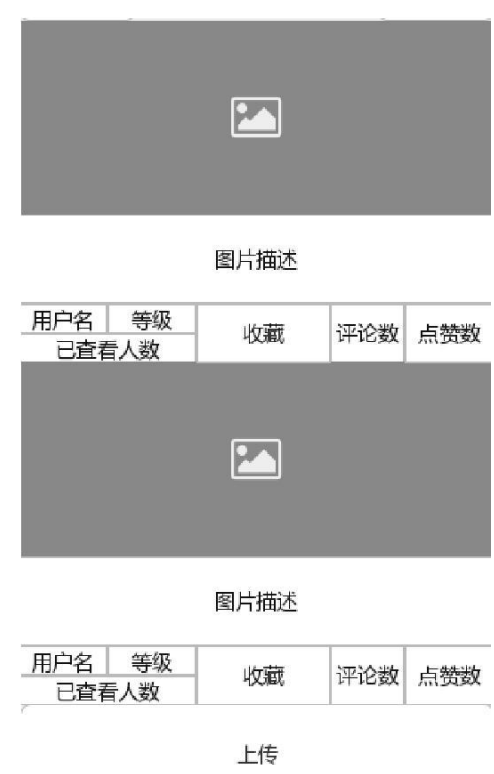 图片描述
用户名 等级 收藏 评论数 点赞数
已查看人数
图片描述
用户名 等级 收藏 评论数 点赞数
已查看人数
上传